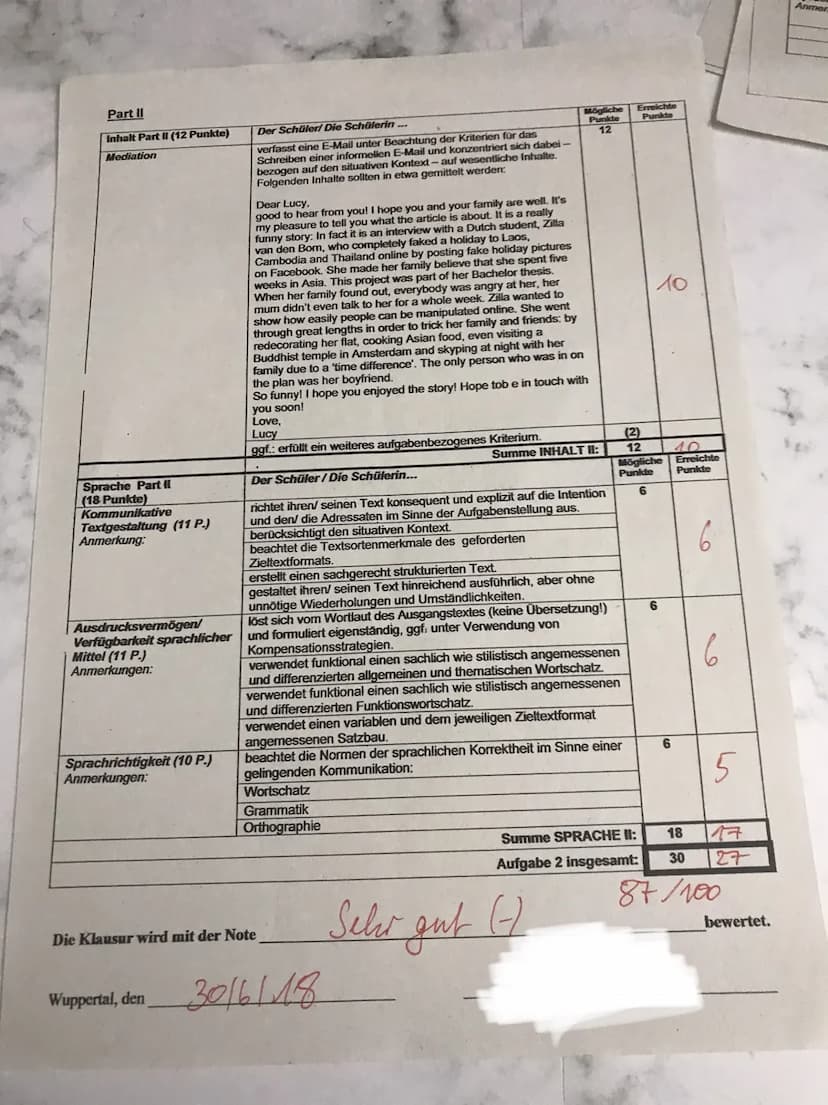 Anmer
Part II
Inhalt Part II (12 Punkte) Der Schüler/ Die Schülerin ... Mögliche Punkte Erreichte Punkte
Mediation
verfasst eine E-Mail unter Beachtung der Kriterien für das 12
Schreiben einer informellen E-Mail und konzentriert sich dabei –
bezogen auf den situativen Kontext – auf wesentliche Inhalte.
Folgenden Inhalte sollten in etwa gemittelt werden:
Dear Lucy,
good to hear from you! I hope you and your family are well. It's
my pleasure to tell you what the article is about. It is a really
funny story: In fact it is an interview with a Dutch student, Zilla
van den Born, who completely faked a holiday to Laos,
Cambodia and Thailand online by posting fake holiday pictures
on Facebook. She made her family believe that she spent five
weeks in Asia. This project was part of her Bachelor thesis.
When her family found out, everybody was angry at her, her
mum didn't even talk to her for a whole week. Zilla wanted to
show how easily people can be manipulated online. She went
through great lengths in order to trick her family and friends: by
redecorating her flat, cooking Asian food, even visiting a
Buddhist temple in Amsterdam and skyping at night with her
family due to a 'time difference'. The only person who was in on
the plan was her boyfriend.
So funny! I hope you enjoyed the story! Hope tob e in touch with
you soon!
Love,
Lucy
10
ggf.: erfüllt ein weiteres aufgabenbezogenes Kriterium. (2)
Summe INHALT II: 12 10
Sprache Part II
(18 Punkte)
Der Schüler / Die Schülerin... Mögliche Punkte Erreichte Punkte
Kommunikative
Textgestaltung (11 P.)
Anmerkung:
richtet ihren/ seinen Text konsequent und explizit auf die Intention 6
und den/ die Adressaten im Sinne der Aufgabenstellung aus.
berücksichtigt den situativen Kontext.
beachtet die Textsortenmerkmale des geforderten
Zieltextformats.
erstellt einen sachgerecht strukturierten Text.
gestaltet ihren/ seinen Text hinreichend ausführlich, aber ohne
unnötige Wiederholungen und Umständlichkeiten.
6
Ausdrucksvermögen/
Verfügbarkeit sprachlicher
Mittel (11 P.)
Anmerkungen:
löst sich vom Wortlaut des Ausgangstextes (keine Übersetzung!) 6
und formuliert eigenständig, ggf. unter Verwendung von
Kompensationsstrategien.
verwendet funktional einen sachlich wie stilistisch angemessenen
und differenzierten allgemeinen und thematischen Wortschatz.
verwendet funktional einen sachlich wie stilistisch angemessenen
und differenzierten Funktionswortschatz.
verwendet einen variablen und dem jeweiligen Zieltextformat
angemessenen Satzbau.
6
Sprachrichtigkeit (10 P.)
Anmerkungen:
beachtet die Normen der sprachlichen Korrektheit im Sinne einer 6
gelingenden Kommunikation:
Wortschatz
Grammatik
Orthographie
5
Summe SPRACHE II: 18 17
Aufgabe 2 insgesamt: 30 27
87/100
Die Klausur wird mit der Note Sehr gut (-) bewertet.
Wuppertal, den 30/6/18